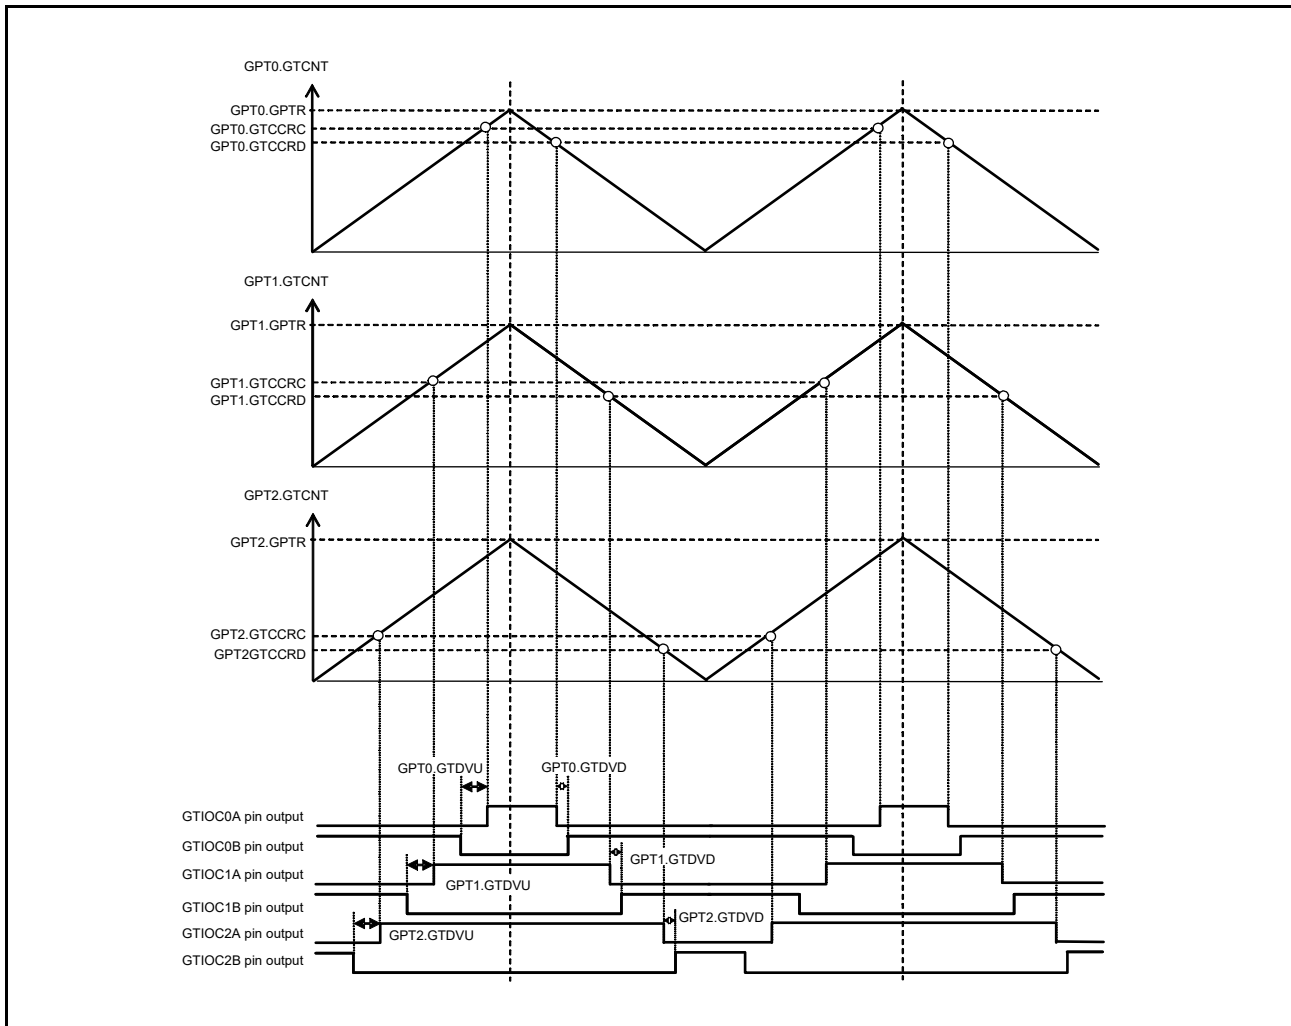 GPT0.GTCNT
GPT0.GPTR
GPT0.GTCCRC
GPT0.GTCCRD
GPT1.GTCNT
GPT1.GPTR
GPT1.GTCCRC
GPT1.GTCCRD
GPT2.GTCNT
GPT2.GPTR
GPT2.GTCCRC
GPT2GTCCRD
GPT0.GTDVU
GPT0.GTDVD
GTIOC0A pin output
GTIOC0B pin output
GPT1.GTDVD
GTIOC1A pin output
GPT1.GTDVU
GTIOC1B pin output
GPT2.GTDVD
GTIOC2A pin output
GPT2.GTDVU
GTIOC2B pin output